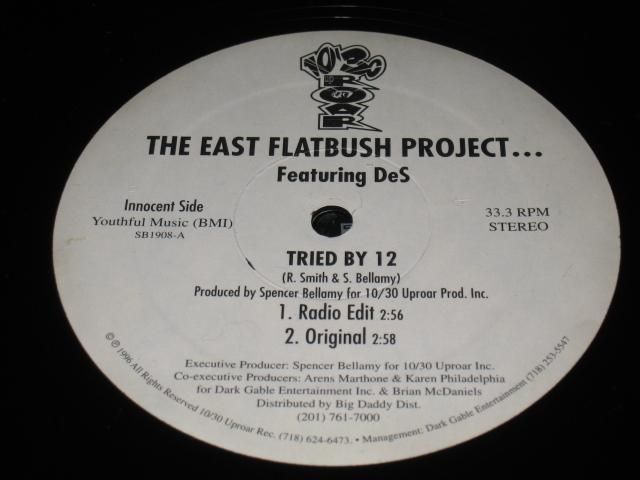 10/30
UPROAR
THE EAST FLATBUSH PROJECT...
Featuring DeS
Innocent Side
Youthful Music (BMI)
SB1908-A
33.3 RPM
STEREO
TRIED BY 12
(R. Smith & S. Bellamy)
Produced by Spencer Bellamy for 10/30 Uproar Prod. Inc.
1. Radio Edit 2:56
2. Original 2:58
Executive Producer: Spencer Bellamy for 10/30 Uproar Inc.
Co-executive Producers: Arens Marthone & Karen Philadelphia
for Dark Gable Entertainment Inc. & Brian McDaniels
Distributed by Big Daddy Dist.
(201) 761-7000
© ℗ 1996 All Rights Reserved 10/30 Uproar Rec. (718) 624-6473. • Management: Dark Gable Entertainment (718) 253-5547